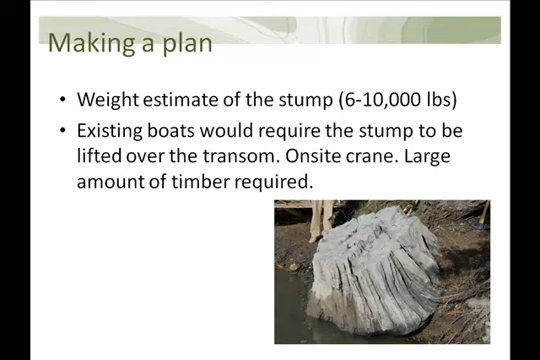 Making a plan
• Weight estimate of the stump (6-10,000 lbs)
• Existing boats would require the stump to be
lifted over the transom. Onsite crane. Large
amount of timber required.